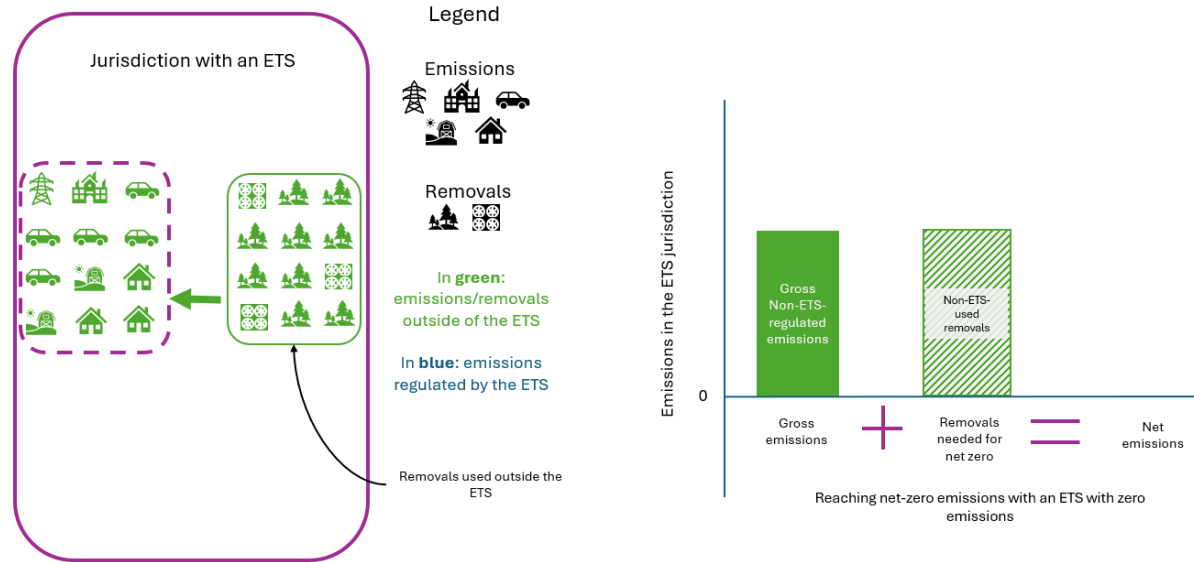 Jurisdiction with an ETS
Legend
Emissions
Removals
In green:
emissions/removals
outside of the ETS
In blue: emissions
regulated by the ETS
Removals used outside the
ETS
Emissions in the ETS jurisdiction
0
Gross
Non-ETS-
regulated
emissions
Non-ETS-
used
removals
Gross
emissions
Removals
needed for
net zero
Net
emissions
Reaching net-zero emissions with an ETS with zero
emissions